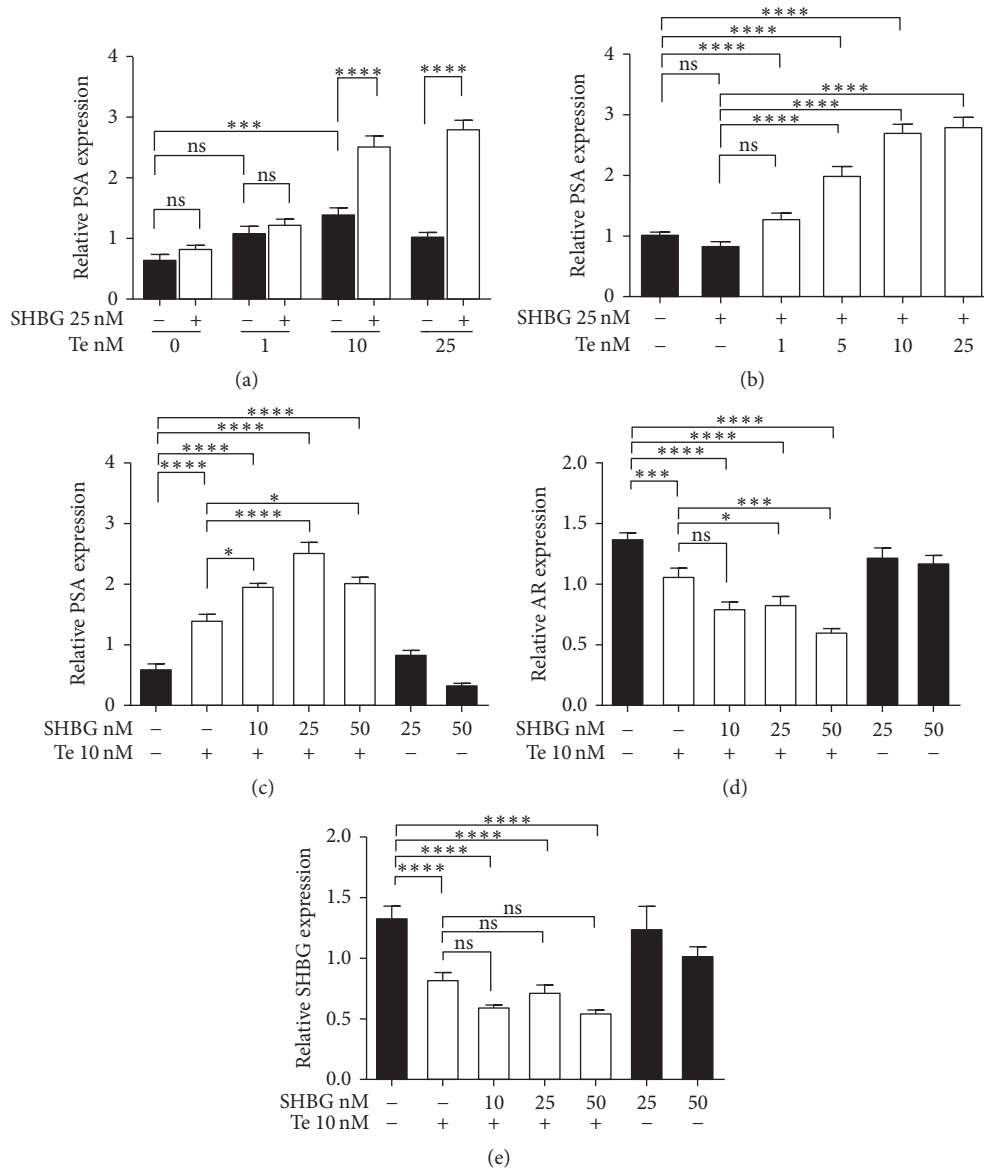 ****
****
***
ns
ns
ns
Relative PSA expression
4
3
2
1
0
SHBG 25 nM − + − + − + − +
Te nM 0 1 10 25
(a)
****
****
****
ns
****
****
****
ns
Relative PSA expression
4
3
2
1
0
SHBG 25 nM − + + + + +
Te nM − − 1 5 10 25
(b)
****
****
****
****
*
****
*
Relative PSA expression
4
3
2
1
0
SHBG nM − − 10 25 50 25 50
Te 10 nM − + + + + − −
(c)
****
****
****
***
***
*
ns
Relative AR expression
2.0
1.5
1.0
0.5
0.0
SHBG nM − − 10 25 50 25 50
Te 10 nM − + + + + − −
(d)
****
****
****
****
ns
ns
ns
Relative SHBG expression
2.0
1.5
1.0
0.5
0.0
SHBG nM − − 10 25 50 25 50
Te 10 nM − + + + + − −
(e)